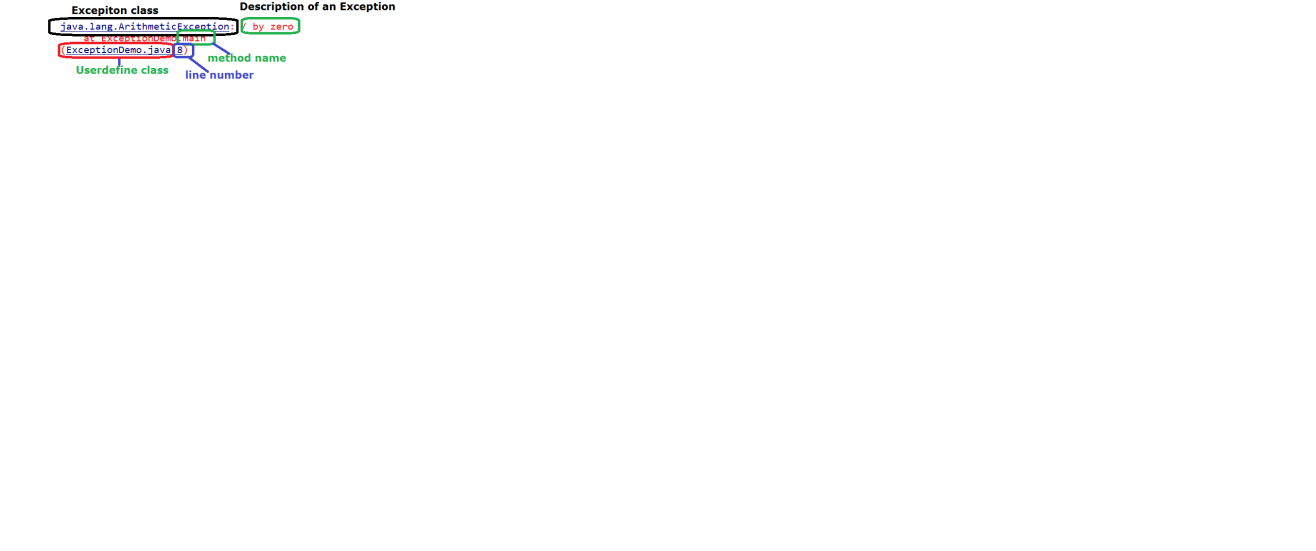 Description of an Exception
Excepiton class
java.lang.ArithmeticException: / by zero
at ExceptionDemo.main
(ExceptionDemo.java:8)
method name
Userdefine class
line number